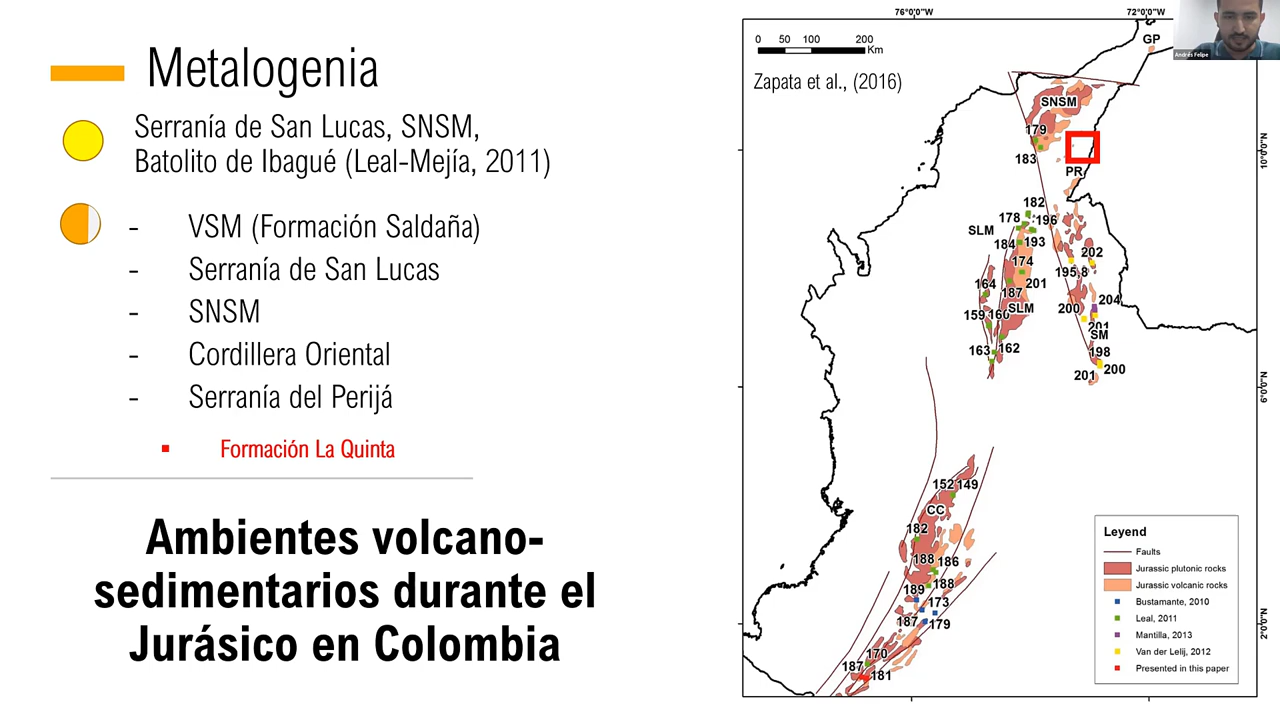 Metalogenia
Serranía de San Lucas, SNSM,
Batolito de Ibagué (Leal-Mejía, 2011)
- VSM (Formación Saldaña)
- Serranía de San Lucas
- SNSM
- Cordillera Oriental
- Serranía del Perijá
Formación La Quinta
Ambientes volcano-
sedimentarios durante el
Jurásico en Colombia
76°0'0"W 72°0'0"W
0 50 100 200
Km
Zapata et al., (2016)
GP
Andrés Felipe
SNSM
179
183
10°0'0"N
PR
182
178 196
SLM
184 193
174
202
195.8
164
187 201
159 160 SLM
200
204
201
SM
163 162
198
200
201
6°0'0"N
152 149
CC
182
188 186
188
189
173
187 179
170
187
181
2°0'0"N
Leyend
Faults
Jurassic plutonic rocks
Jurassic volcanic rocks
Bustamante, 2010
Leal, 2011
Mantilla, 2013
Van der Lelij, 2012
Presented in this paper